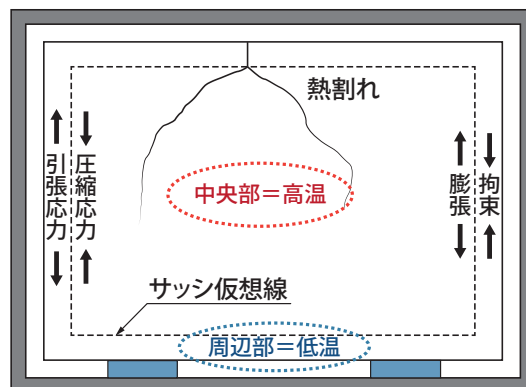 熱割れ
引張応力
圧縮応力
中央部＝高温
膨張
拘束
サッシ仮想線
周辺部＝低温